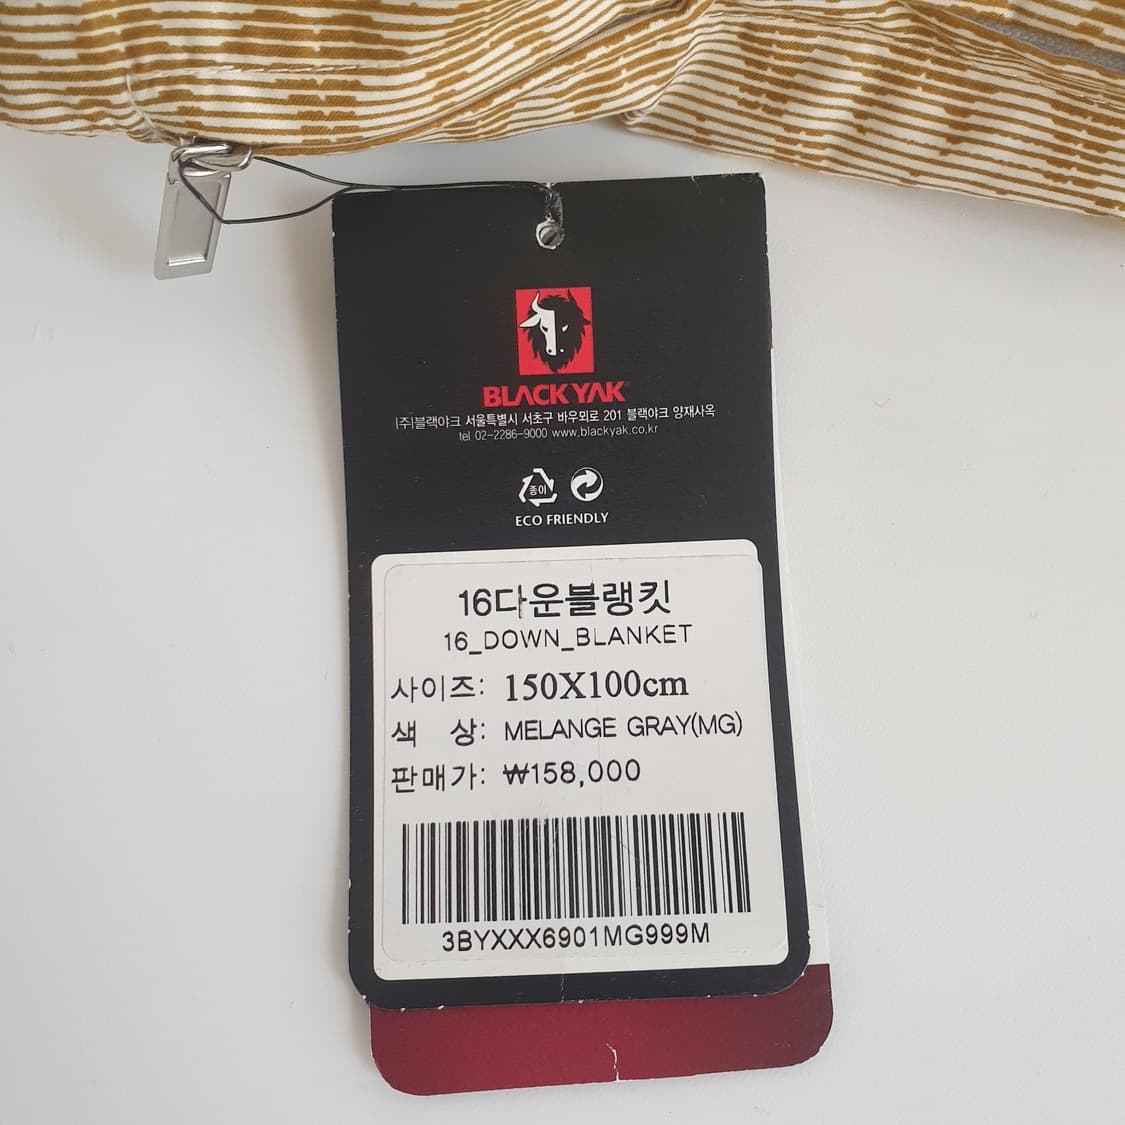 BLACK YAK
(주)블랙야크 서울특별시 서초구 바우뫼로 201 블랙야크 양재사옥
tel 02-2286-9000 www.blackyak.co.kr
종이
ECO FRIENDLY
16다운블랭킷
16_DOWN_BLANKET
사이즈: 150X100cm
색 상: MELANGE GRAY(MG)
판매가: ₩158,000
3BYXXX6901MG999M